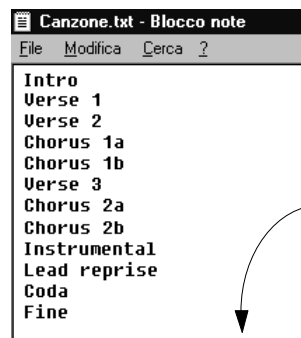 Canzone.txt - Blocco note
File Modifica Cerca ?
Intro
Verse 1
Verse 2
Chorus 1a
Chorus 1b
Verse 3
Chorus 2a
Chorus 2b
Instrumental
Lead reprise
Coda
Fine